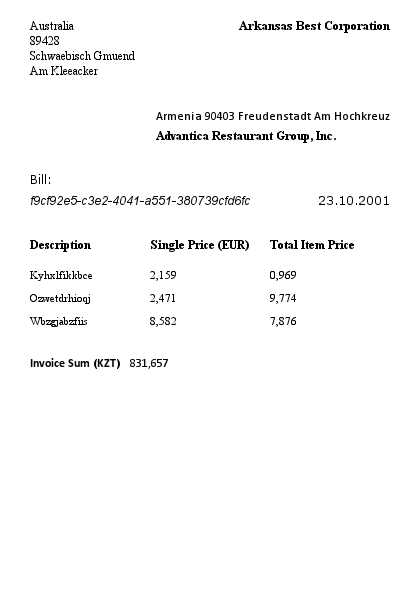 Australia
89428
Schwaebisch Gmuend
Am Kleeacker
Arkansas Best Corporation
Armenia 90403 Freudenstadt Am Hochkreuz
Advantica Restaurant Group, Inc.
Bill:
f9cf92e5-c3e2-4041-a551-380739cfd6fc 23.10.2001
Description Single Price (EUR) Total Item Price
Kyhxlfikkbce 2,159 0,969
Ozwetdrhioqj 2,471 9,774
Wbzgjabzfiis 8,582 7,876
Invoice Sum (KZT) 831,657